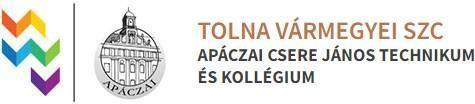 TOLNA VÁRMEGYEI SZC
APÁCZAI CSERE JÁNOS TECHNIKUM
ÉS KOLLÉGIUM
APÁCZAI